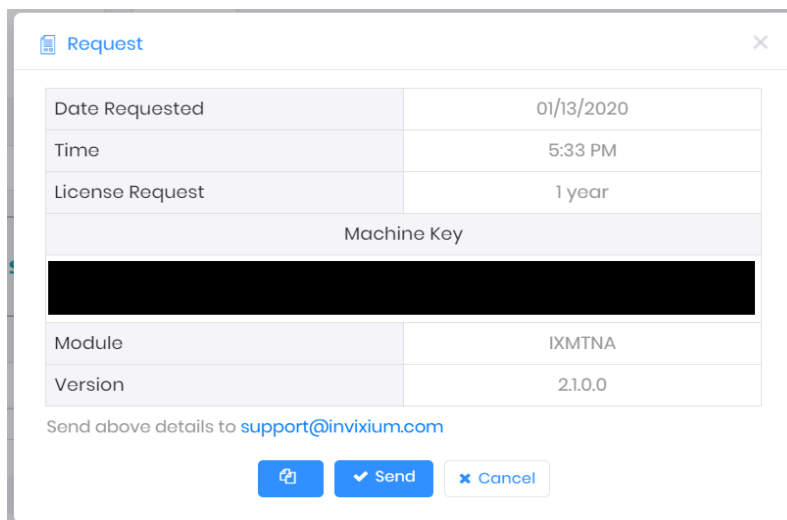 Request
Date Requested 01/13/2020
Time 5:33 PM
License Request 1 year
Machine Key
Module IXMTNA
Version 2.1.0.0
Send above details to support@invixium.com
Send Cancel